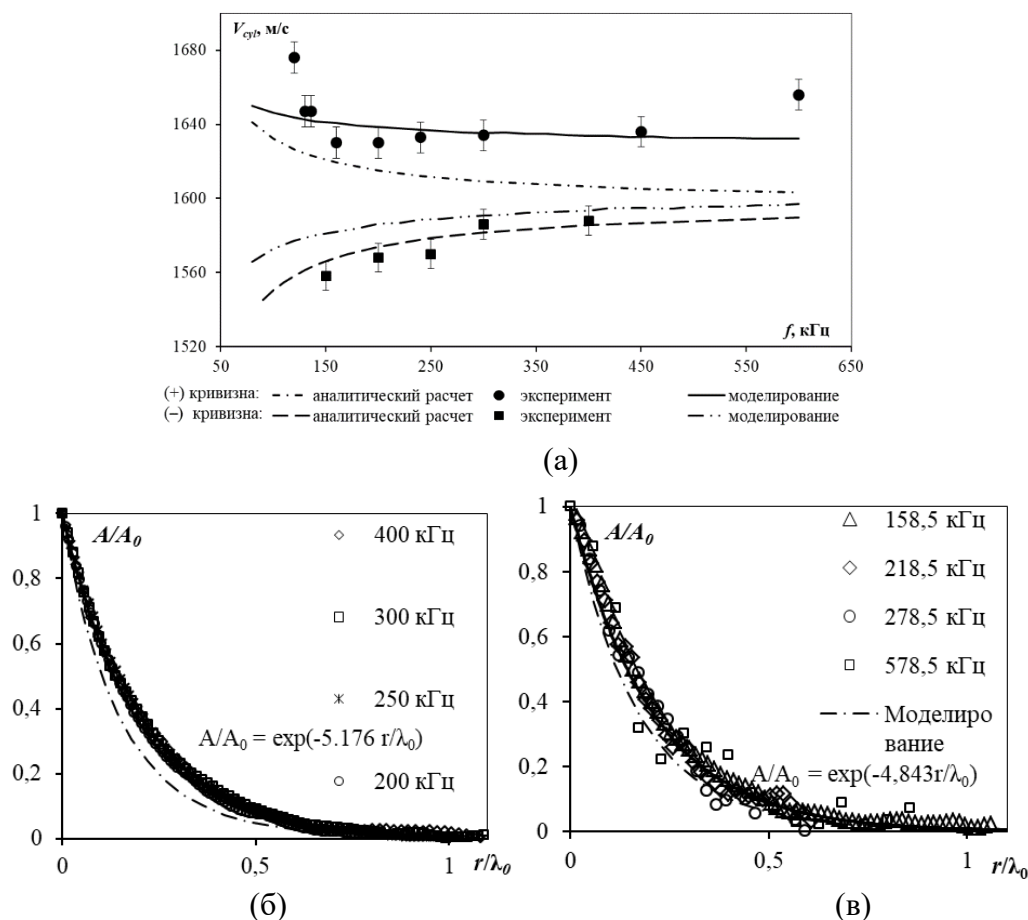 V_cyl, м/с
1680
1640
1600
1560
1520
f, кГц
50
150
250
350
450
550
650
(+) кривизна: аналитический расчет эксперимент моделирование
(–) кривизна: аналитический расчет эксперимент моделирование
(а)
1
A/A₀
0,8
0,6
0,4
0,2
0
400 кГц
300 кГц
250 кГц
A/A₀ = exp(-5.176 r/λ₀)
200 кГц
0
0,5
1
r/λ₀
(б)
1
A/A₀
0,8
0,6
0,4
0,2
0
158,5 кГц
218,5 кГц
278,5 кГц
578,5 кГц
Моделиро
вание
A/A₀ = exp(-4,843r/λ₀)
0
0,5
1
r/λ₀
(в)